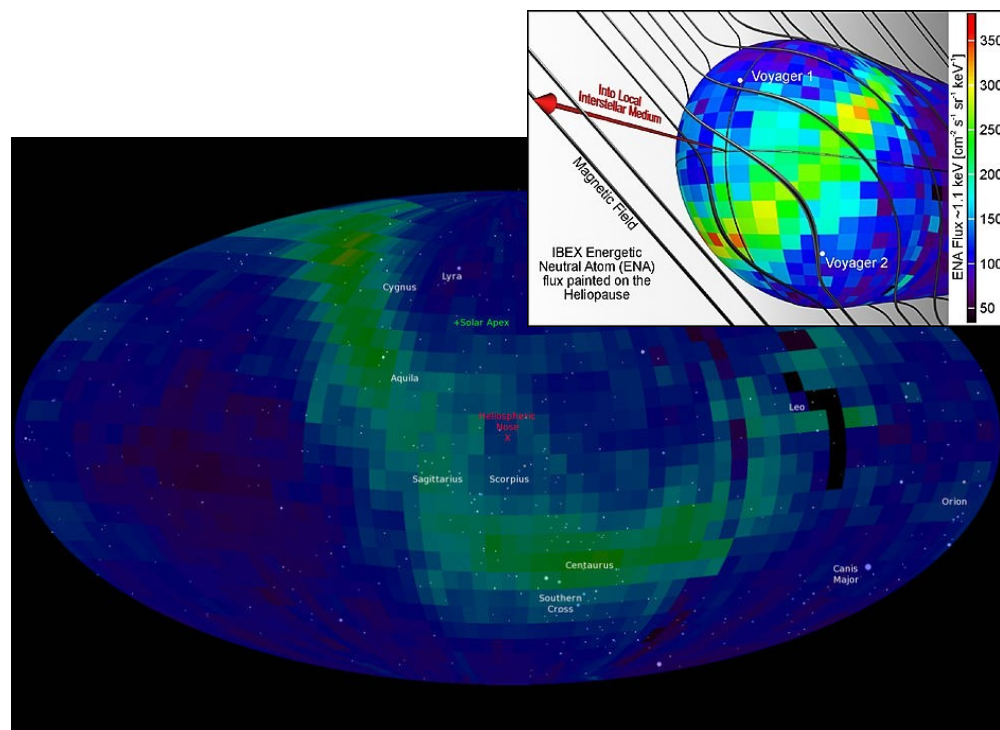 Voyager 1
Into Local
Interstellar Medium
Magnetic Field
IBEX Energetic
Neutral Atom (ENA)
flux painted on the
Heliopause
Voyager 2
ENA Flux ~1.1 keV [cm⁻² s⁻¹ sr⁻¹ keV⁻¹]
350
300
250
200
150
100
50
Lyra
Cygnus
+Solar Apex
Aquila
Leo
Heliospheric
Nose
X
Sagittarius
Scorpius
Orion
Centaurus
Canis
Major
Southern
Cross